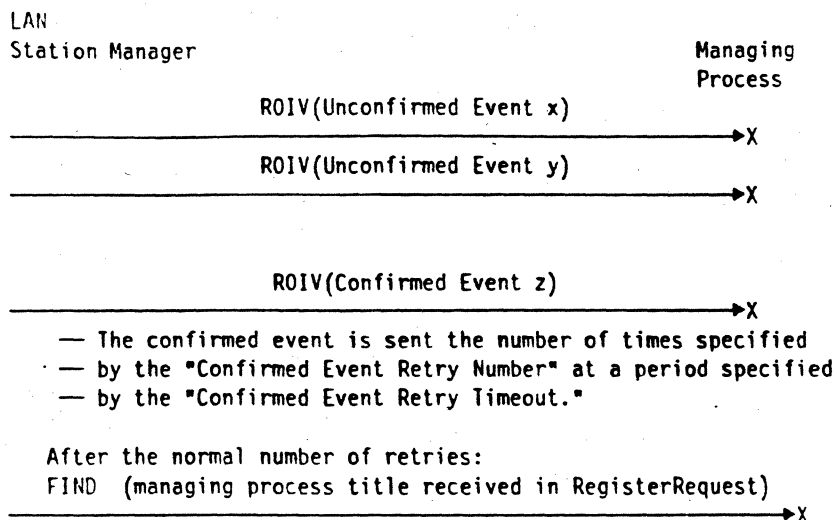 LAN
Station Manager
Managing
Process
ROIV(Unconfirmed Event x)
X
ROIV(Unconfirmed Event y)
X
ROIV(Confirmed Event z)
X
— The confirmed event is sent the number of times specified
— by the "Confirmed Event Retry Number" at a period specified
— by the "Confirmed Event Retry Timeout."
After the normal number of retries:
FIND (managing process title received in RegisterRequest)
X